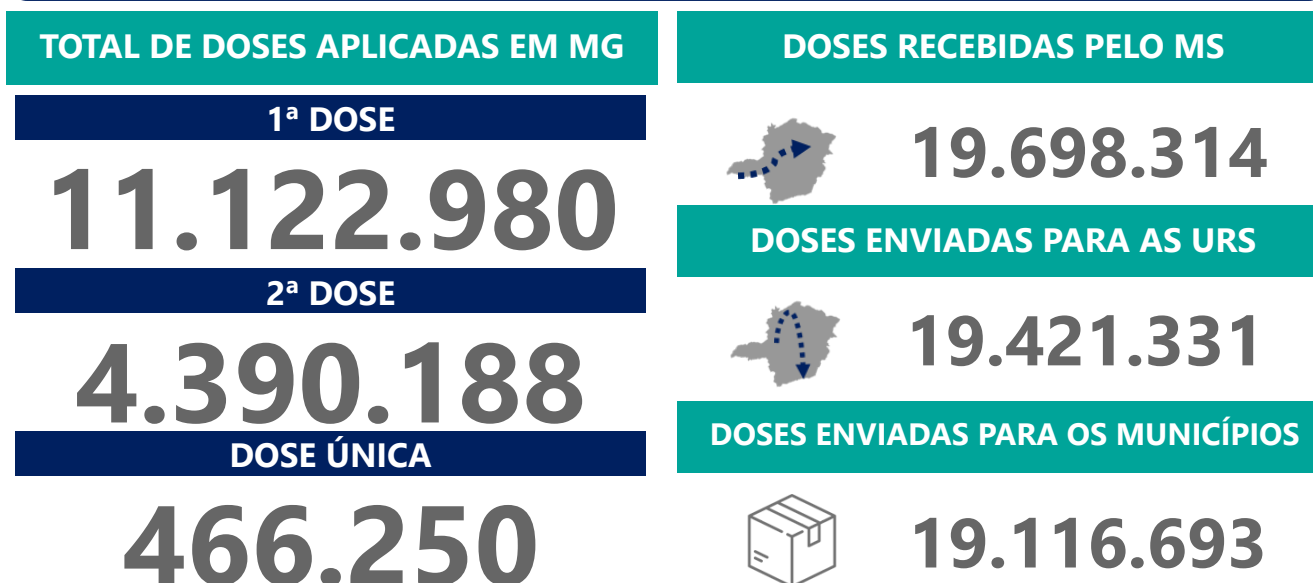 TOTAL DE DOSES APLICADAS EM MG
1ª DOSE
11.122.980
2ª DOSE
4.390.188
DOSE ÚNICA
466.250
DOSES RECEBIDAS PELO MS
19.698.314
DOSES ENVIADAS PARA AS URS
19.421.331
DOSES ENVIADAS PARA OS MUNICÍPIOS
19.116.693